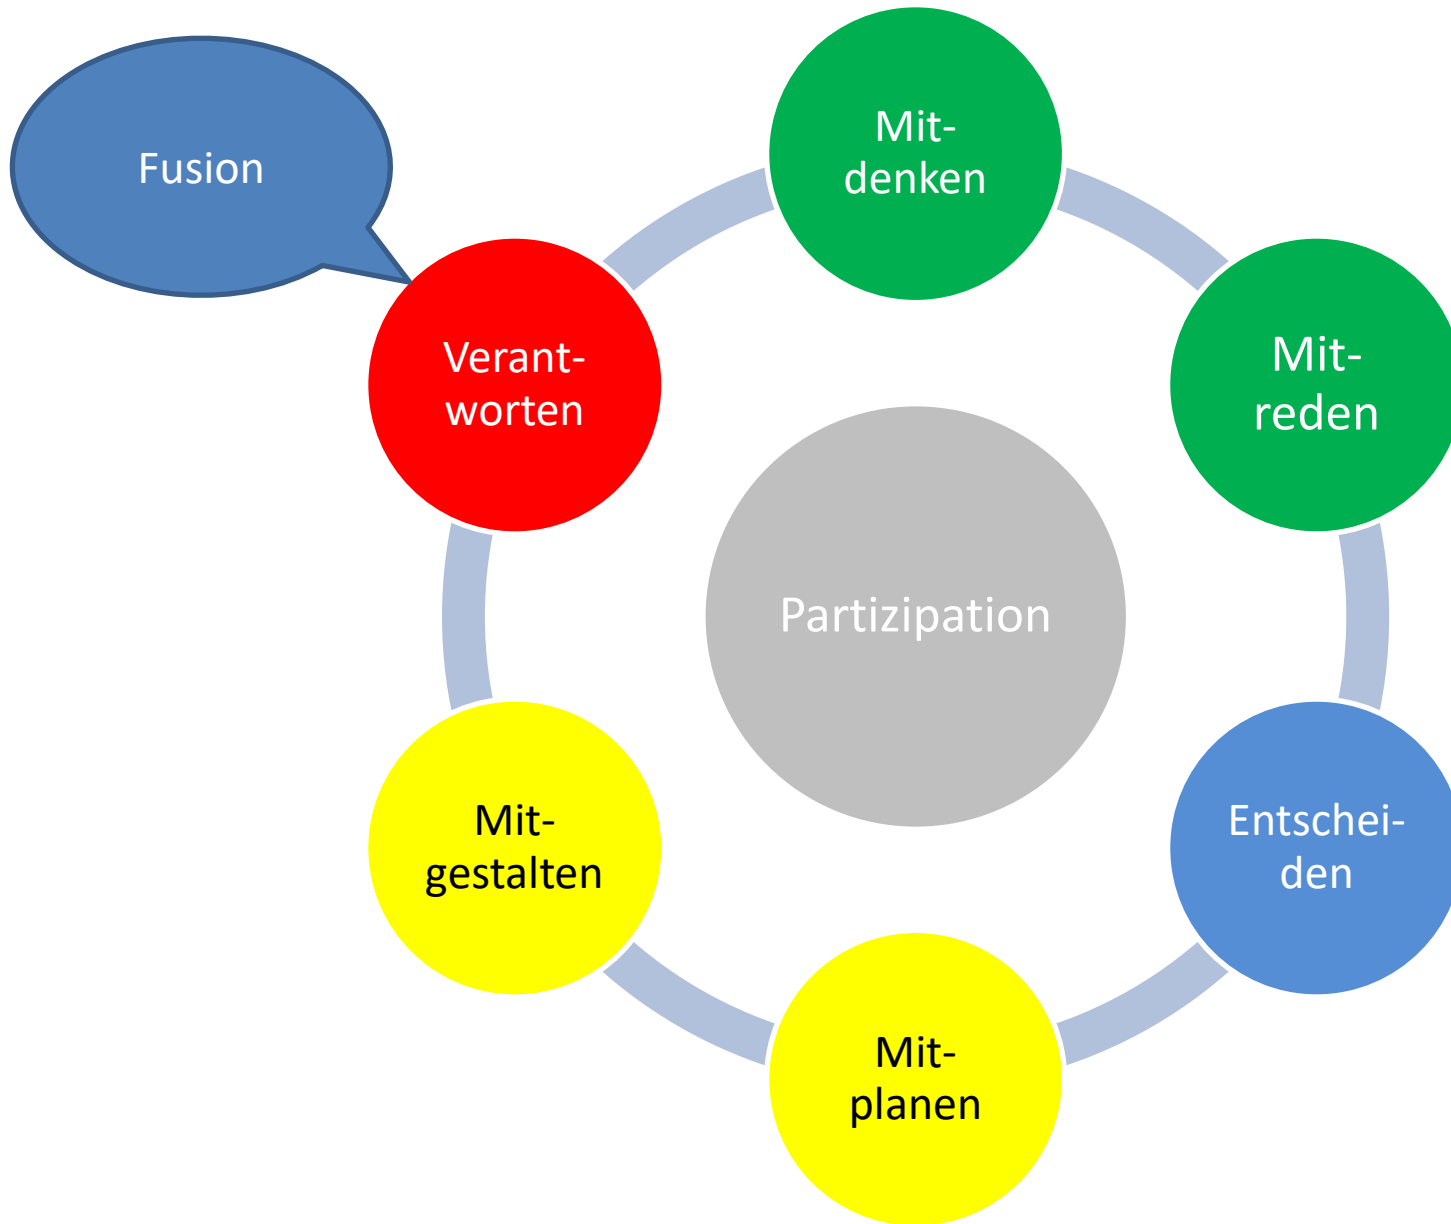 Fusion
Mit-
denken
Mit-
reden
Verant-
worten
Partizipation
Entschei-
den
Mit-
gestalten
Mit-
planen